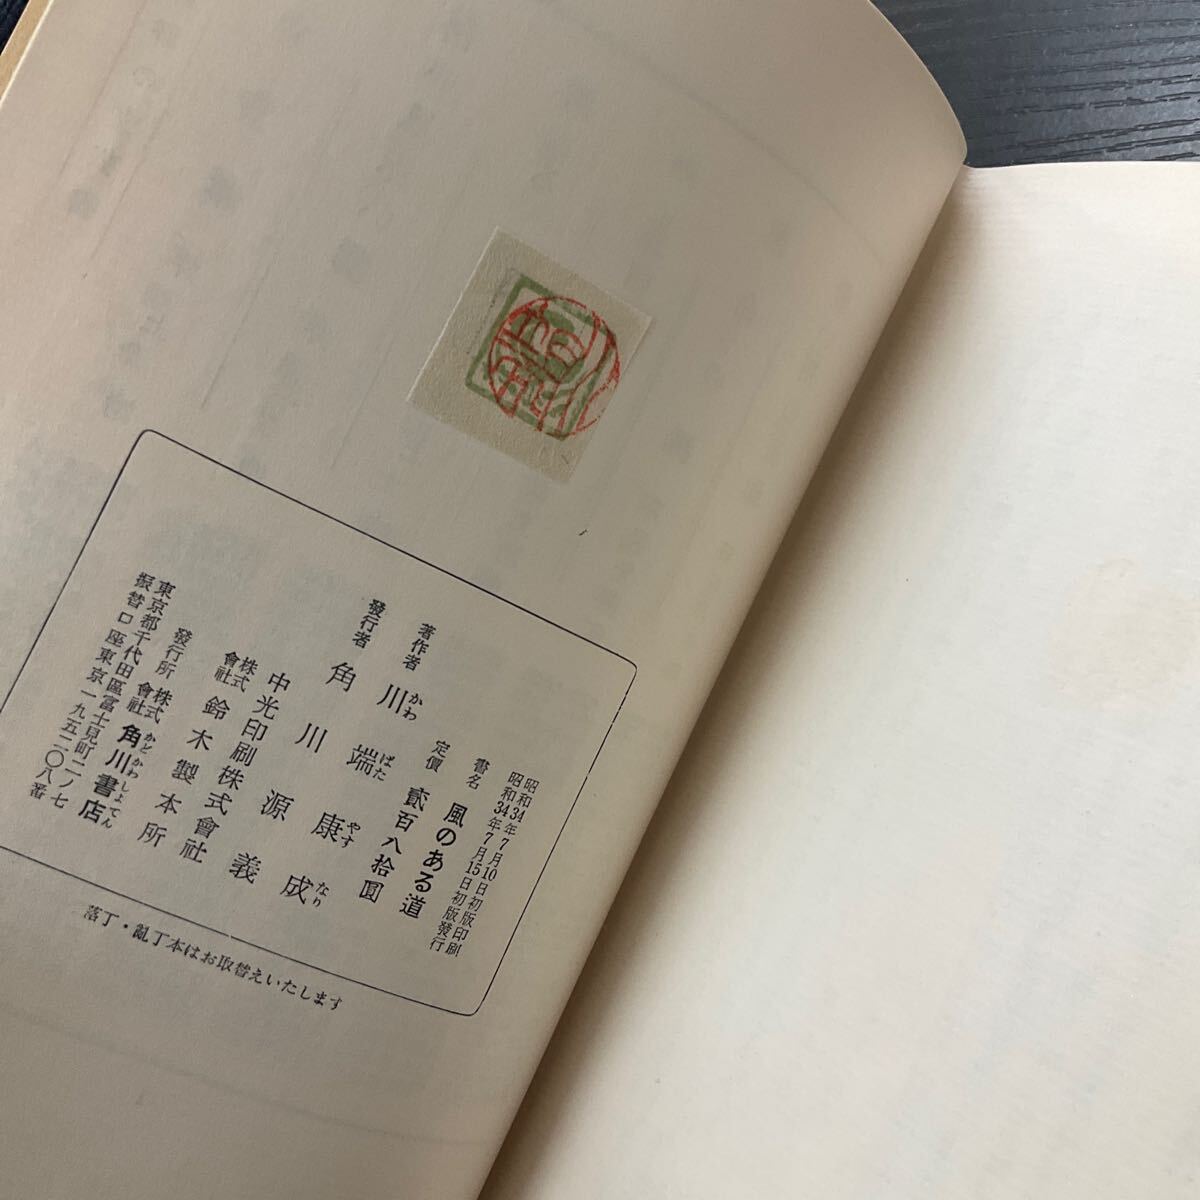 昭和34年7月10日初版印刷
昭和34年7月15日初版發行
書名 風のある道
定價 貳百八拾圓
著作者 川端康成
かわ ばた やす なり
發行者 角川源義
中光印刷株式會社
株式會社 鈴木製本所
發行所 株式會社 角川書店
かど かわ しよ てん
東京都千代田區富士見町二ノ七
振替口座東京一九五二〇八番
落丁・亂丁本はお取替えいたします